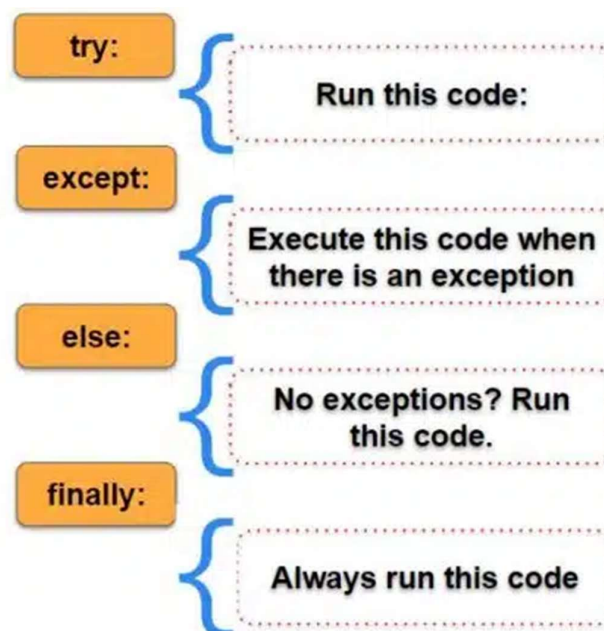 try:
Run this code:
except:
Execute this code when
there is an exception
else:
No exceptions? Run
this code.
finally:
Always run this code